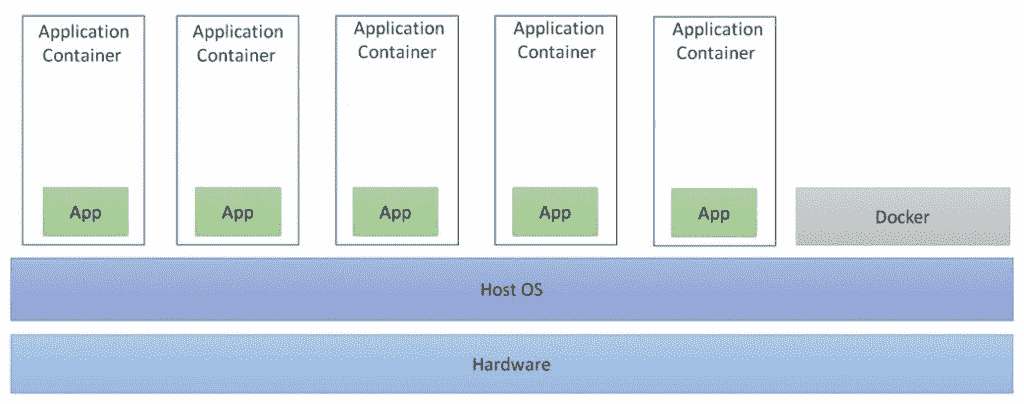 Application
Container
Application
Container
Application
Container
Application
Container
Application
Container
App
App
App
App
App
Docker
Host OS
Hardware